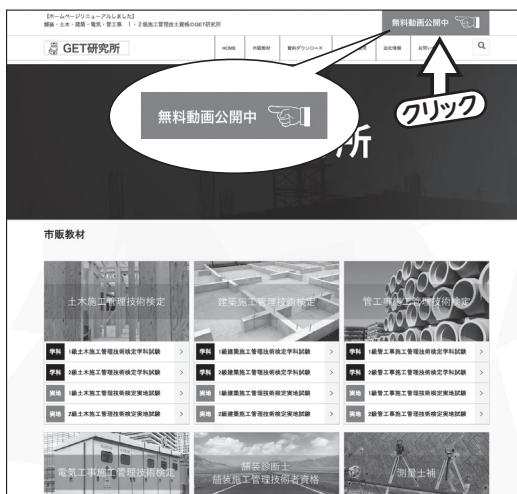 【ホームページリニューアルしました】
舗装・土木・建築・電気・管工事 1・2級施工管理技士資格のGET研究所
無料動画公開中
GET研究所
HOME
市販教材
資料ダウンロード
会社情報
お問い
クリック
無料動画公開中
所
市販教材
土木施工管理技術検定
建築施工管理技術検定
管工事施工管理技術検定
学科 1級土木施工管理技術検定学科試験 >
学科 2級土木施工管理技術検定学科試験 >
実地 1級土木施工管理技術検定実地試験 >
実地 2級土木施工管理技術検定実地試験 >
学科 1級建築施工管理技術検定学科試験 >
学科 2級建築施工管理技術検定学科試験 >
実地 1級建築施工管理技術検定実地試験 >
実地 2級建築施工管理技術検定実地試験 >
学科 1級管工事施工管理技術検定学科試験 >
学科 2級管工事施工管理技術検定学科試験 >
実地 1級管工事施工管理技術検定実地試験 >
実地 2級管工事施工管理技術検定実地試験 >
電気工事施工管理技術検定
舗装診断士
舗装施工管理技術者資格
測量士補